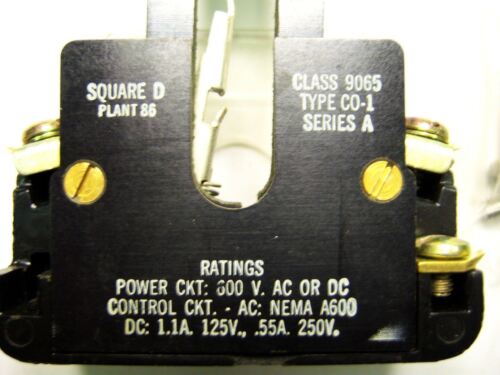 SQUARE D
PLANT 86
CLASS 9065
TYPE CO-1
SERIES A
RATINGS
POWER CKT: 600 V. AC OR DC
CONTROL CKT. - AC: NEMA A600
DC: 1.1A. 125V., .55A. 250V.